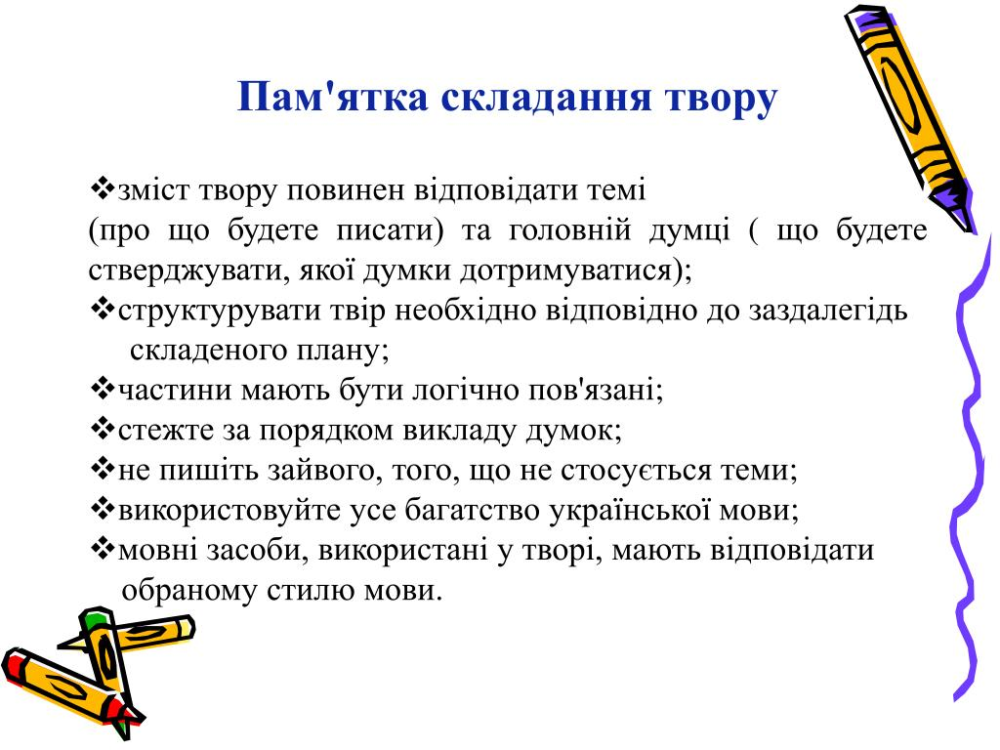 Пам'ятка складання твору
❖зміст твору повинен відповідати темі
(про що будете писати) та головній думці ( що будете
стверджувати, якої думки дотримуватися);
❖структурувати твір необхідно відповідно до заздалегідь
складеного плану;
❖частини мають бути логічно пов'язані;
❖стежте за порядком викладу думок;
❖не пишіть зайвого, того, що не стосується теми;
❖використовуйте усе багатство української мови;
❖мовні засоби, використані у творі, мають відповідати
обраному стилю мови.